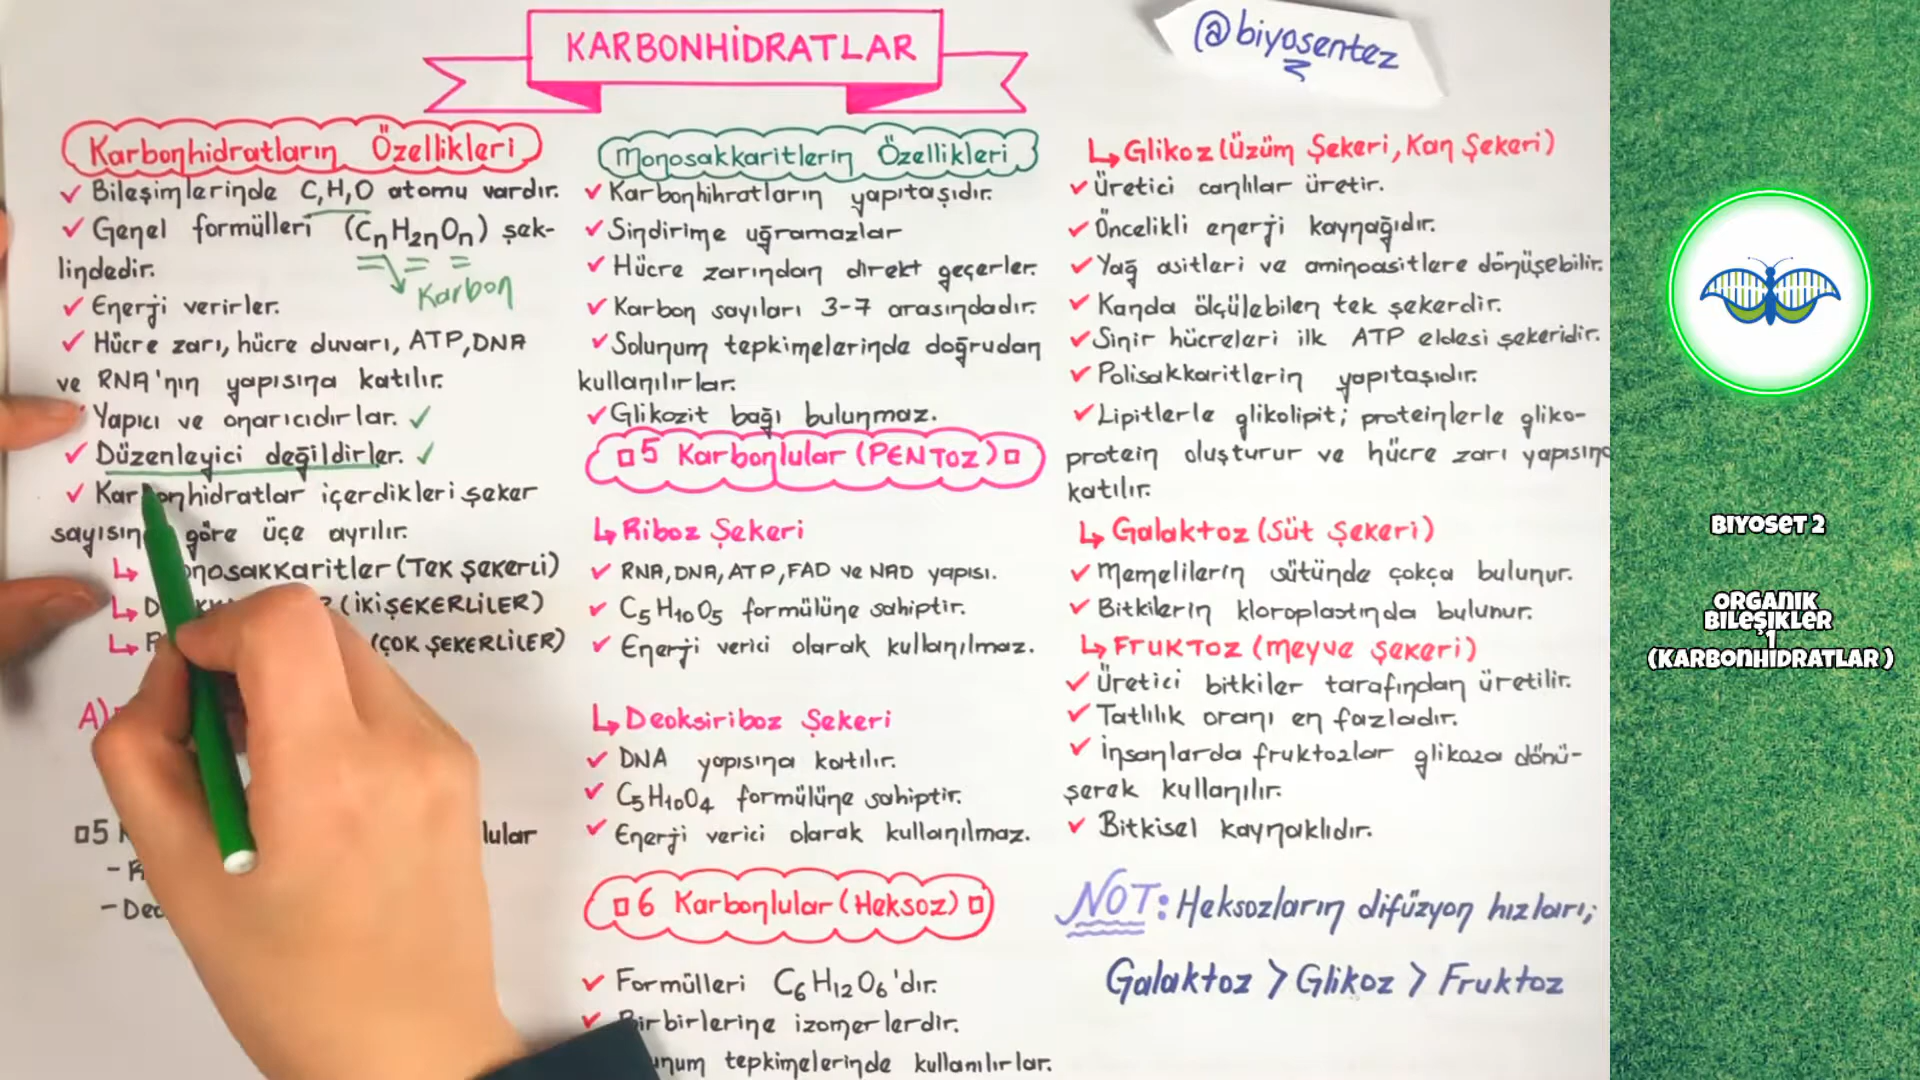 KARBONHİDRATLAR
@biyosentez
Karbonhidratların Özellikleri
✓ Bileşimlerinde C,H,O atomu vardır.
✓ Genel formülleri (CnH2nOn) şek-
lindedir.
Karbon
✓ Enerji verirler.
✓ Hücre zarı, hücre duvarı, ATP,DNA
ve RNA'nın yapısına katılır.
Yapıcı ve onarıcıdırlar. ✓
✓ Düzenleyici değildirler. ✓
✓ Karbonhidratlar içerdikleri şeker
göre üçe ayrılır.
↳ (Tek şekerli)
↳ (İKİŞEKERLİLER)
↳ (ÇOK ŞEKERLİLER)
A)
□5
lular
Monosakkaritlerin Özellikleri
✓ Karbonhihratların yapıtaşıdır.
✓ Sindirime uğramazlar
✓ Hücre zarından direkt geçerler.
✓ Karbon sayıları 3-7 arasındadır.
✓ Solunum tepkimelerinde doğrudan
kullanılırlar.
✓ Glikozit bağı bulunmaz.
□5 Karbonlular (PENTOZ)□
↳ Riboz Şekeri
✓ RNA,DNA,ATP,FAD ve NAD yapısı.
✓ C5H10O5 formülüne sahiptir.
✓ Enerji verici olarak kullanılmaz.
↳ Deoksiriboz Şekeri
✓ DNA yapısına katılır.
✓ C5H10O4 formülüne sahiptir.
✓ Enerji verici olarak kullanılmaz.
□6 Karbonlular (Heksoz)□
✓ Formülleri C6H12O6'dır.
✓ Birbirlerine izomerlerdir.
tepkimelerinde kullanılırlar.
↳ Glikoz (Üzüm Şekeri, Kan Şekeri)
✓ Üretici canlılar üretir.
✓ Öncelikli enerji kaynağıdır.
✓ Yağ asitleri ve aminoasitlere dönüşebilir.
✓ Kanda ölçülebilen tek şekerdir.
✓ Sinir hücreleri ilk ATP eldesi şekeridir.
✓ Polisakkaritlerin yapıtaşıdır.
✓ Lipitlerle glikolipit; proteinlerle gliko-
protein oluşturur ve hücre zarı yapısına
katılır.
↳ Galaktoz (Süt Şekeri)
✓ Memelilerin sütünde çokça bulunur.
✓ Bitkilerin kloroplastında bulunur.
↳ FRUKTOZ (meyve şekeri)
✓ Üretici bitkiler tarafından üretilir.
✓ Tatlılık oranı en fazladır.
✓ İnsanlarda fruktozlar glikoza dönü-
şerek kullanılır.
✓ Bitkisel kaynaklıdır.
NOT: Heksozların difüzyon hızları;
Galaktoz > Glikoz > Fruktoz
BIYOSET 2
ORGANIK
BILEŞIKLER
1
(KARBONHIDRATLAR )